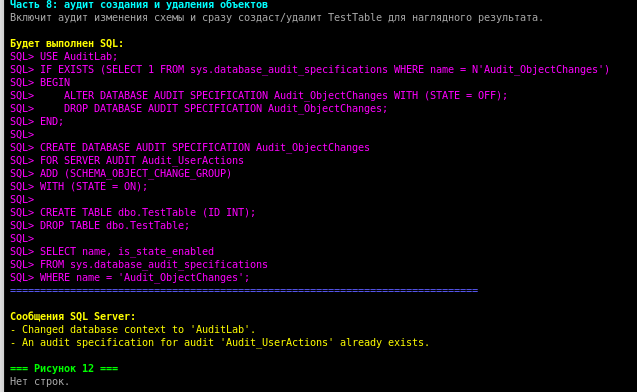 Часть 8: аудит создания и удаления объектов
Включит аудит изменения схемы и сразу создаст/удалит TestTable для наглядного результата.
Будет выполнен SQL:
SQL> USE AuditLab;
SQL> IF EXISTS (SELECT 1 FROM sys.database_audit_specifications WHERE name = N'Audit_ObjectChanges')
SQL> BEGIN
SQL>     ALTER DATABASE AUDIT SPECIFICATION Audit_ObjectChanges WITH (STATE = OFF);
SQL>     DROP DATABASE AUDIT SPECIFICATION Audit_ObjectChanges;
SQL> END;
SQL>
SQL> CREATE DATABASE AUDIT SPECIFICATION Audit_ObjectChanges
SQL> FOR SERVER AUDIT Audit_UserActions
SQL> ADD (SCHEMA_OBJECT_CHANGE_GROUP)
SQL> WITH (STATE = ON);
SQL>
SQL> CREATE TABLE dbo.TestTable (ID INT);
SQL> DROP TABLE dbo.TestTable;
SQL>
SQL> SELECT name, is_state_enabled
SQL> FROM sys.database_audit_specifications
SQL> WHERE name = 'Audit_ObjectChanges';
==============================================================================
Сообщения SQL Server:
- Changed database context to 'AuditLab'.
- An audit specification for audit 'Audit_UserActions' already exists.
=== Рисунок 12 ===
Нет строк.